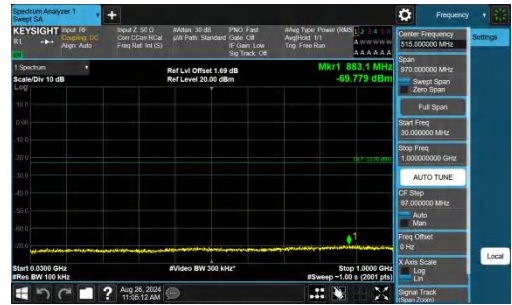 Spectrum Analyzer 1
Swept SA
Frequency
KEYSIGHT
Input: RF
Coupling: DC
Align: Auto
Input Z: 50 Ω
Corr CCorr RCal
Freq Ref: Int (S)
#Atten: 30 dB
µW Path: Standard
PNO: Fast
Gate: Off
IF Gain: Low
Sig Track: Off
#Avg Type: Power (RMS)
Avg|Hold: 1/1
Trig: Free Run
1 2 3 4 5 6
A W W W W W
A A A A A A
1 Spectrum
Scale/Div 10 dB
Log
Ref Lvl Offset 1.69 dB
Ref Level 20.00 dBm
Mkr1 883.1 MHz
-69.779 dBm
10.0
0.00
-10.0
-20.0
-30.0
-40.0
-50.0
-60.0
-70.0
1
Start 0.0300 GHz
#Res BW 100 kHz
#Video BW 300 kHz*
Stop 1.0000 GHz
#Sweep ~1.00 s (2001 pts)
Aug 26, 2024
11:05:12 AM
Center Frequency
515.000000 MHz
Settings
Span
970.000000 MHz
Swept Span
Zero Span
Full Span
Start Freq
30.000000 MHz
Stop Freq
1.000000000 GHz
AUTO TUNE
CF Step
97.000000 MHz
Auto
Man
Freq Offset
0 Hz
X Axis Scale
Log
Lin
Signal Track
(Span Zoom)
Local